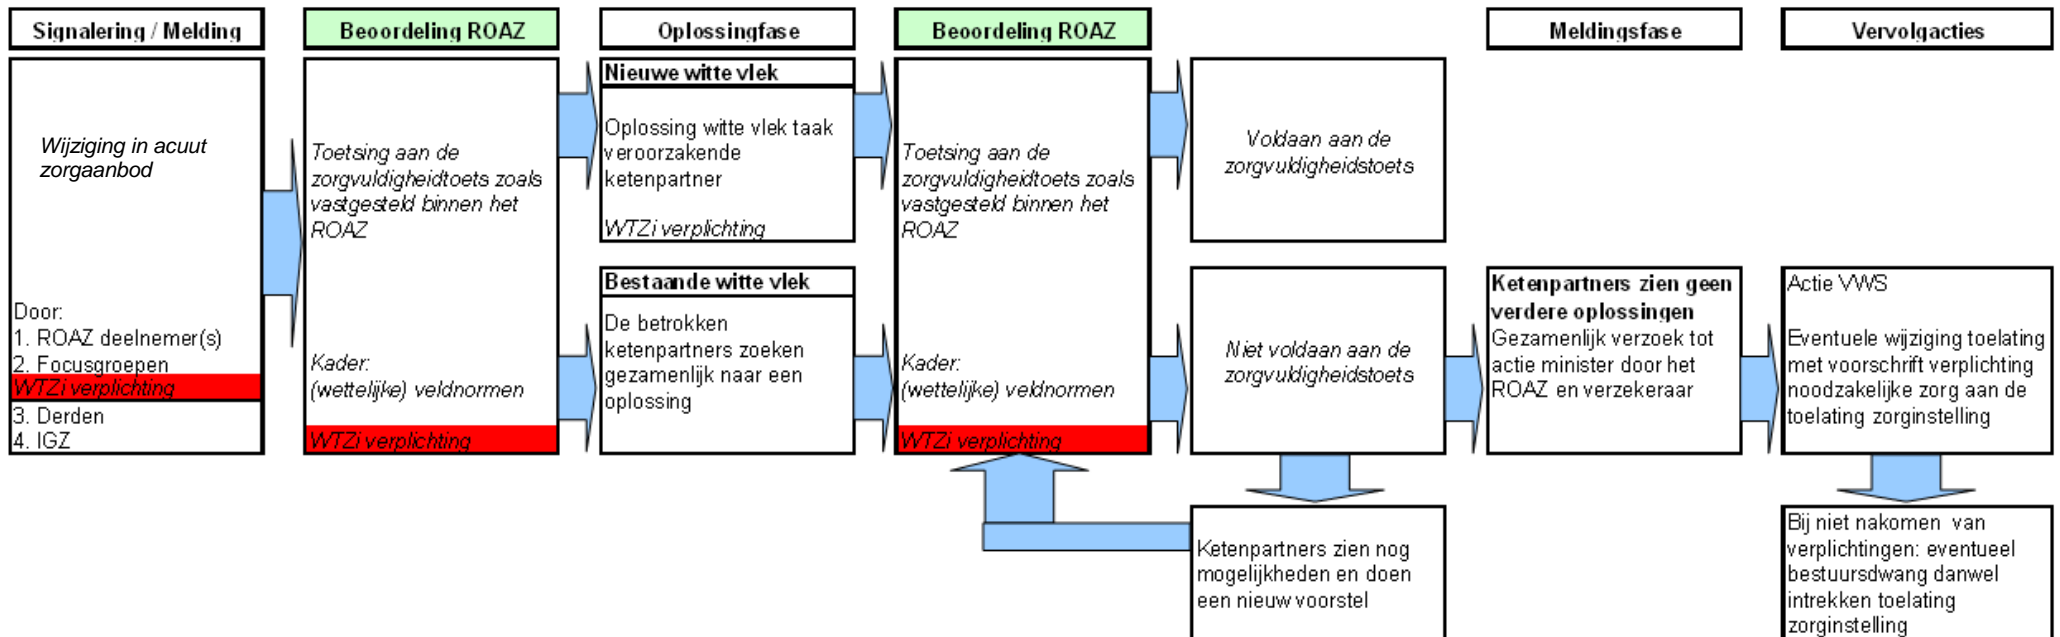 Signalering / Melding
Beoordeling ROAZ
Oplossingfase
Beoordeling ROAZ
Meldingsfase
Vervolgacties
Wijziging in acuut
zorgaanbod
Door:
1. ROAZ deelnemer(s)
2. Focusgroepen
WTZi verplichting
3. Derden
4. IGZ
Toetsing aan de
zorgvuldigheidtoets zoals
vastgesteld binnen het
ROAZ
Kader:
(wettelijke) veldnormen
WTZi verplichting
Nieuwe witte vlek
Oplossing witte vlek taak
veroorzakende
ketenpartner
WTZi verplichting
Bestaande witte vlek
De betrokken
ketenpartners zoeken
gezamenlijk naar een
oplossing
Toetsing aan de
zorgvuldigheidtoets zoals
vastgesteld binnen het
ROAZ
Kader:
(wettelijke) veldnormen
WTZi verplichting
Voldaan aan de
zorgvuldigheidstoets
Niet voldaan aan de
zorgvuldigheidstoets
Ketenpartners zien nog
mogelijkheden en doen
een nieuw voorstel
Ketenpartners zien geen
verdere oplossingen
Gezamenlijk verzoek tot
actie minister door het
ROAZ en verzekeraar
Actie VWS
Eventuele wijziging toelating
met voorschrift verplichting
noodzakelijke zorg aan de
toelating zorginstelling
Bij niet nakomen van
verplichtingen: eventueel
bestuursdwang danwel
intrekken toelating
zorginstelling